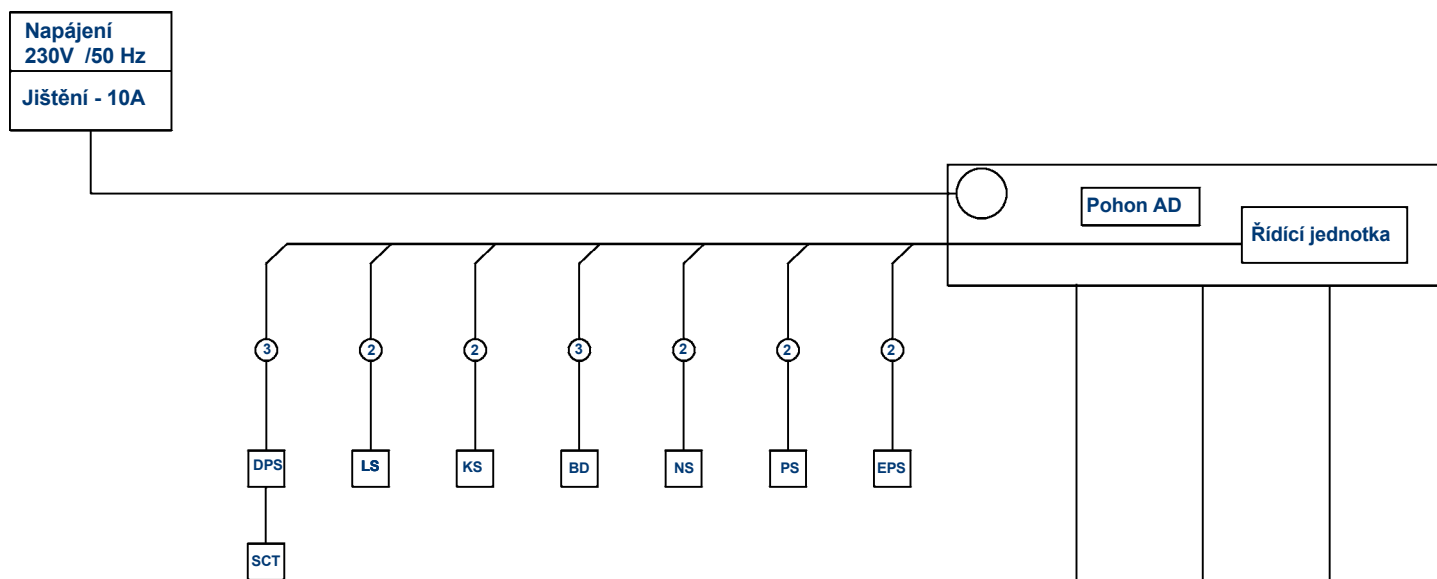 Napájení
230V /50 Hz
Jištění - 10A
Pohon AD
Řídící jednotka
3 2 2 3 2 2 2
DPS LS KS BD NS PS EPS
SCT